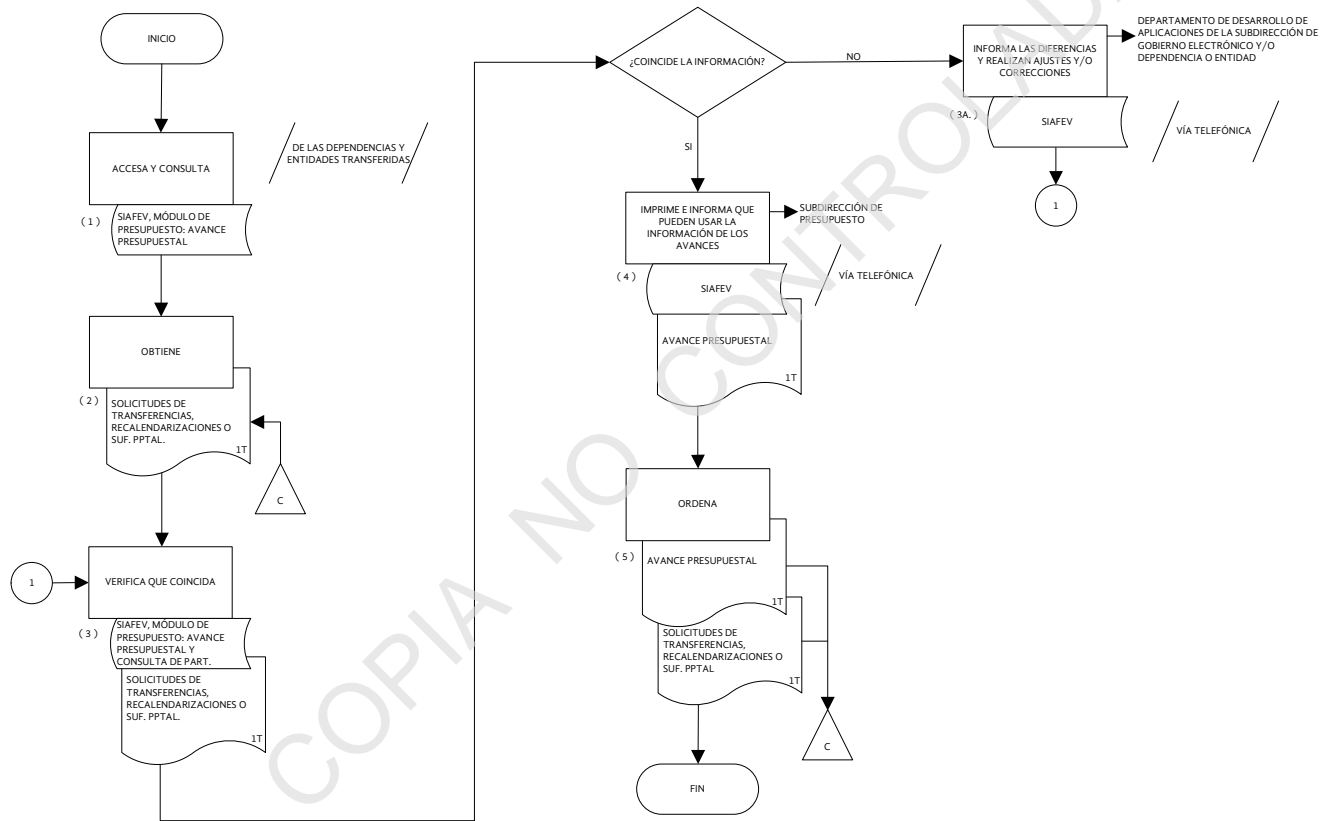 INICIO
ACCESA Y CONSULTA
DE LAS DEPENDENCIAS Y
ENTIDADES TRANSFERIDAS
( 1 )
SIAFEV, MÓDULO DE
PRESUPUESTO: AVANCE
PRESUPUESTAL
OBTIENE
( 2 )
SOLICITUDES DE
TRANSFERENCIAS,
RECALENDARIZACIONES O
SUF. PPTAL.
1T
C
1
VERIFICA QUE COINCIDA
( 3 )
SIAFEV, MÓDULO DE
PRESUPUESTO: AVANCE
PRESUPUESTAL Y
CONSULTA DE PART.
SOLICITUDES DE
TRANSFERENCIAS,
RECALENDARIZACIONES O
SUF. PPTAL.
1T
¿COINCIDE LA INFORMACIÓN?
NO
SI
INFORMA LAS DIFERENCIAS
Y REALIZAN AJUSTES Y/O
CORRECCIONES
DEPARTAMENTO DE DESARROLLO DE
APLICACIONES DE LA SUBDIRECCIÓN DE
GOBIERNO ELECTRÓNICO Y/O
DEPENDENCIA O ENTIDAD
( 3A. )
SIAFEV
VÍA TELEFÓNICA
1
IMPRIME E INFORMA QUE
PUEDEN USAR LA
INFORMACIÓN DE LOS
AVANCES
SUBDIRECCIÓN DE
PRESUPUESTO
( 4 )
SIAFEV
VÍA TELEFÓNICA
AVANCE PRESUPUESTAL
1T
ORDENA
( 5 )
AVANCE PRESUPUESTAL
1T
SOLICITUDES DE
TRANSFERENCIAS,
RECALENDARIZACIONES O
SUF. PPTAL
1T
C
FIN
COPIA NO CONTROLADA